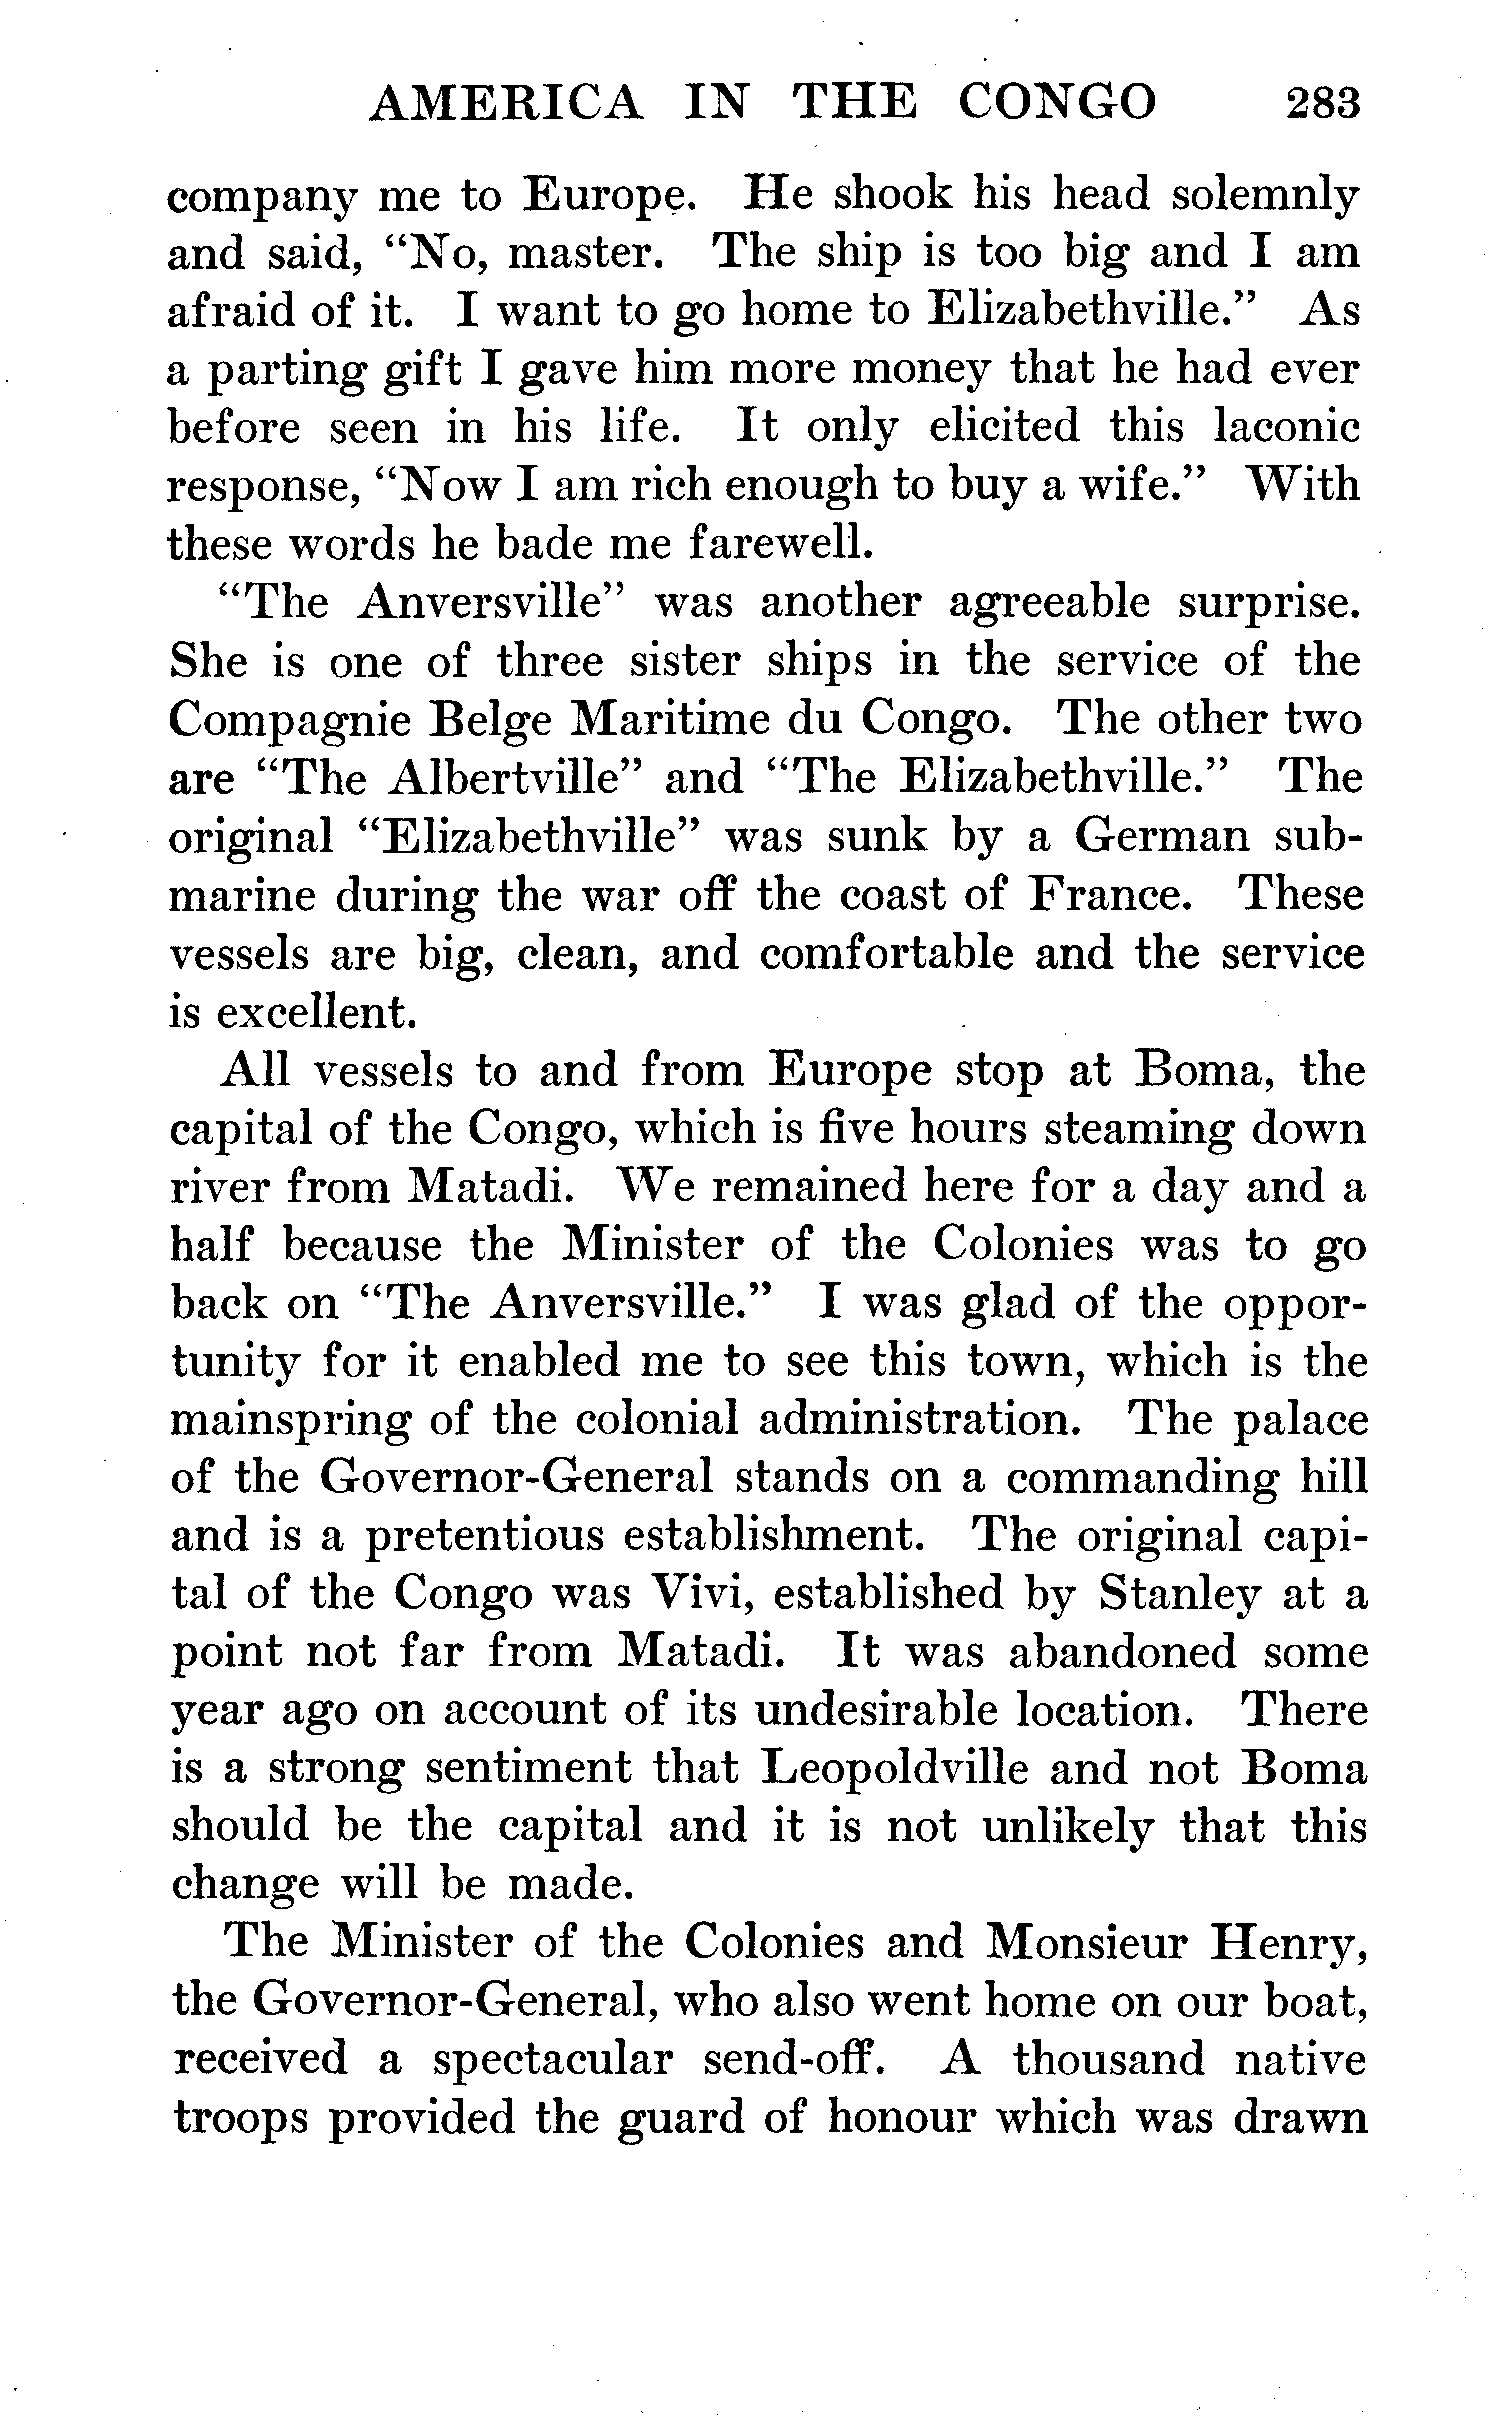 AMERICA IN THE CONGO 283
company me to Europe. He shook his head solemnly
and said, “No, master. The ship is too big and I am
afraid of it. I want to go home to Elizabethville.” As
a parting gift I gave him more money that he had ever
before seen in his life. It only elicited this laconic
response, “Now I am rich enough to buy a wife.” With
these words he bade me farewell.
“The Anversville” was another agreeable surprise.
She is one of three sister ships in the service of the
Compagnie Belge Maritime du Congo. The other two
are “The Albertville” and “The Elizabethville.” The
original “Elizabethville” was sunk by a German sub-
marine during the war off the coast of France. These
vessels are big, clean, and comfortable and the service
is excellent.
All vessels to and from Europe stop at Boma, the
capital of the Congo, which is five hours steaming down
river from Matadi. We remained here for a day and a
half because the Minister of the Colonies was to go
back on “The Anversville.” I was glad of the oppor-
tunity for it enabled me to see this town, which is the
mainspring of the colonial administration. The palace
of the Governor-General stands on a commanding hill
and is a pretentious establishment. The original capi-
tal of the Congo was Vivi, established by Stanley at a
point not far from Matadi. It was abandoned some
year ago on account of its undesirable location. There
is a strong sentiment that Leopoldville and not Boma
should be the capital and it is not unlikely that this
change will be made.
The Minister of the Colonies and Monsieur Henry,
the Governor-General, who also went home on our boat,
received a spectacular send-off. A thousand native
troops provided the guard of honour which was drawn